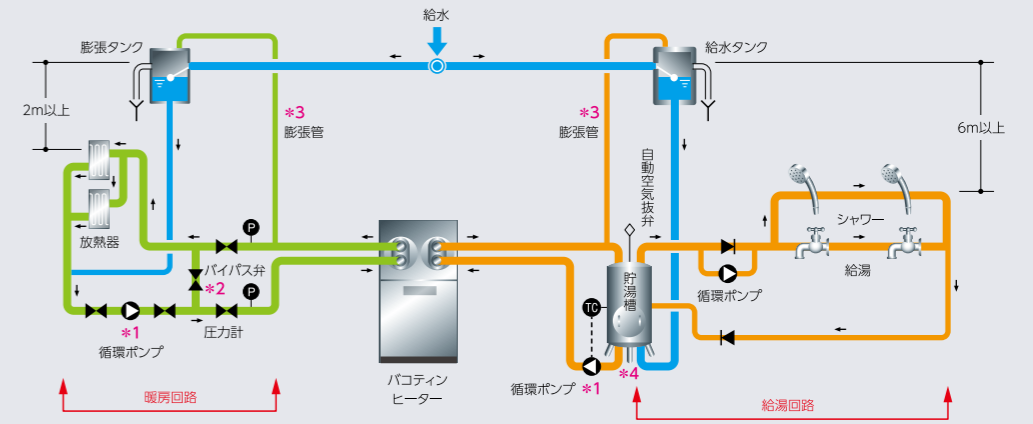 給水
膨張タンク
給水タンク
2m以上
＊3
膨張管
＊3
膨張管
6m以上
自動空気抜弁
放熱器
P
シャワー
バイパス弁
＊2
給湯
貯湯槽
循環ポンプ
P
TC
＊1
圧力計
循環ポンプ
バコティン
ヒーター
循環ポンプ ＊1
＊4
暖房回路
給湯回路